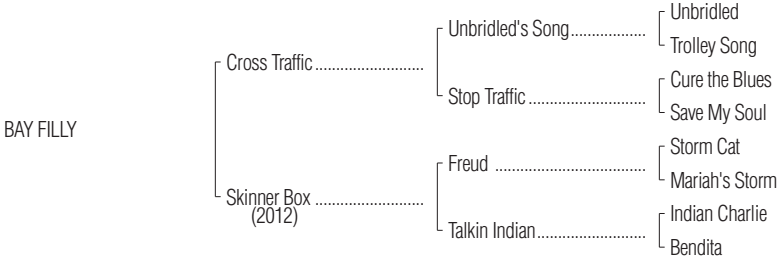 Unbridled
Unbridled's Song..................
Trolley Song
Cross Traffic ..........................
Cure the Blues
Stop Traffic ............................
Save My Soul
BAY FILLY
Storm Cat
Freud ....................................
Mariah's Storm
Skinner Box ..........................
(2012)
Indian Charlie
Talkin Indian..........................
Bendita